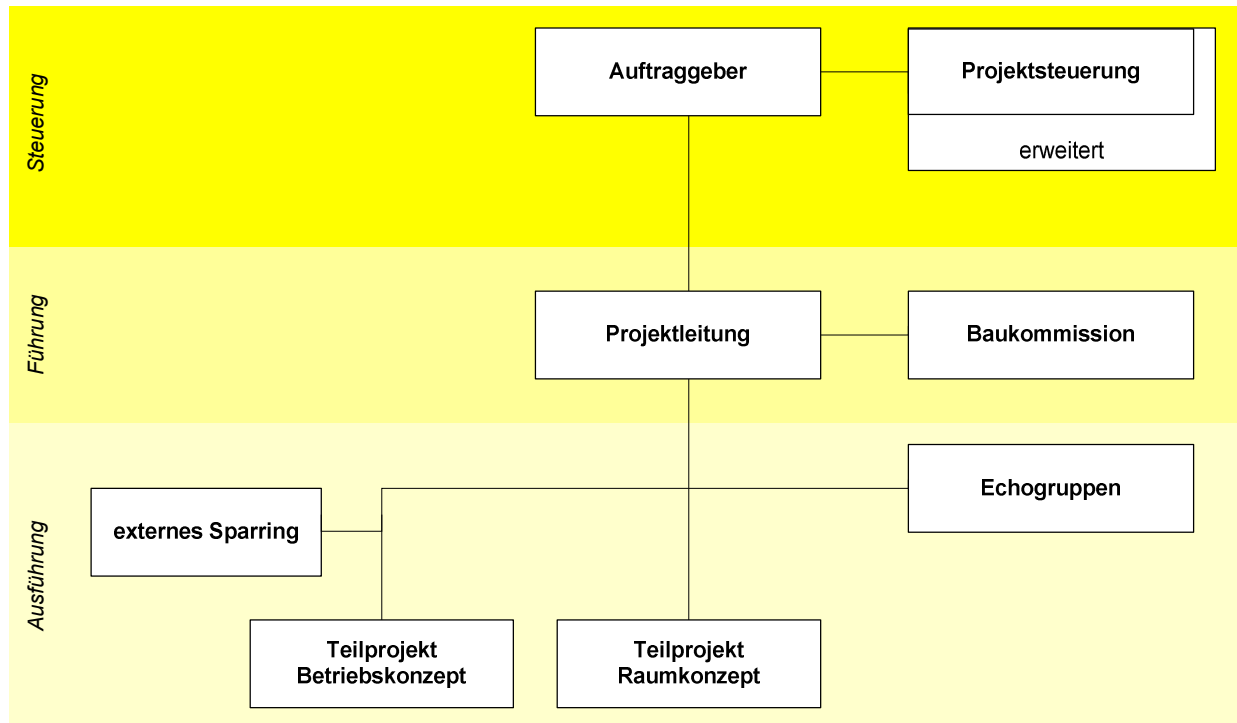 Steuerung
Auftraggeber
Projektsteuerung
erweitert
Führung
Projektleitung
Baukommission
Ausführung
Echogruppen
externes Sparring
Teilprojekt
Betriebskonzept
Teilprojekt
Raumkonzept